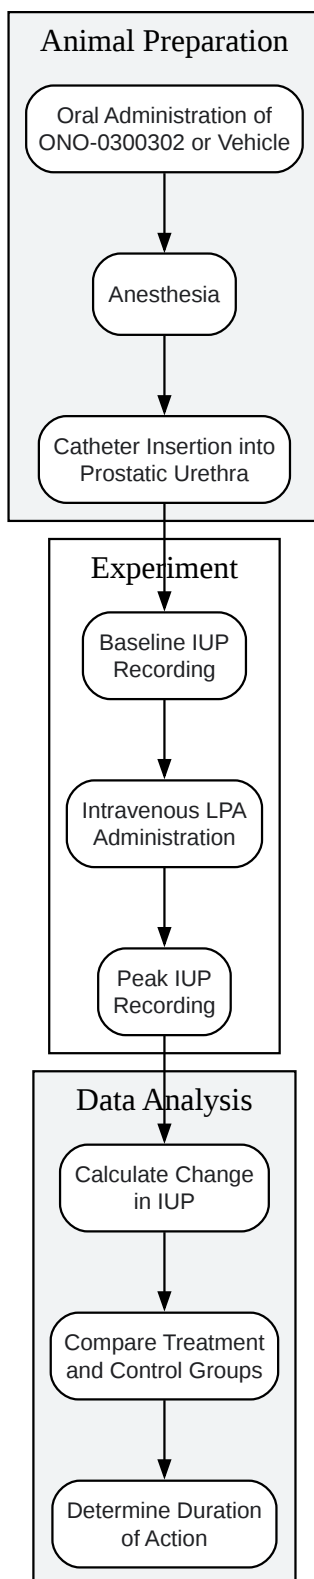 Animal Preparation
Oral Administration of
ONO-0300302 or Vehicle
Anesthesia
Catheter Insertion into
Prostatic Urethra
Experiment
Baseline IUP
Recording
Intravenous LPA
Administration
Peak IUP
Recording
Data Analysis
Calculate Change
in IUP
Compare Treatment
and Control Groups
Determine Duration
of Action